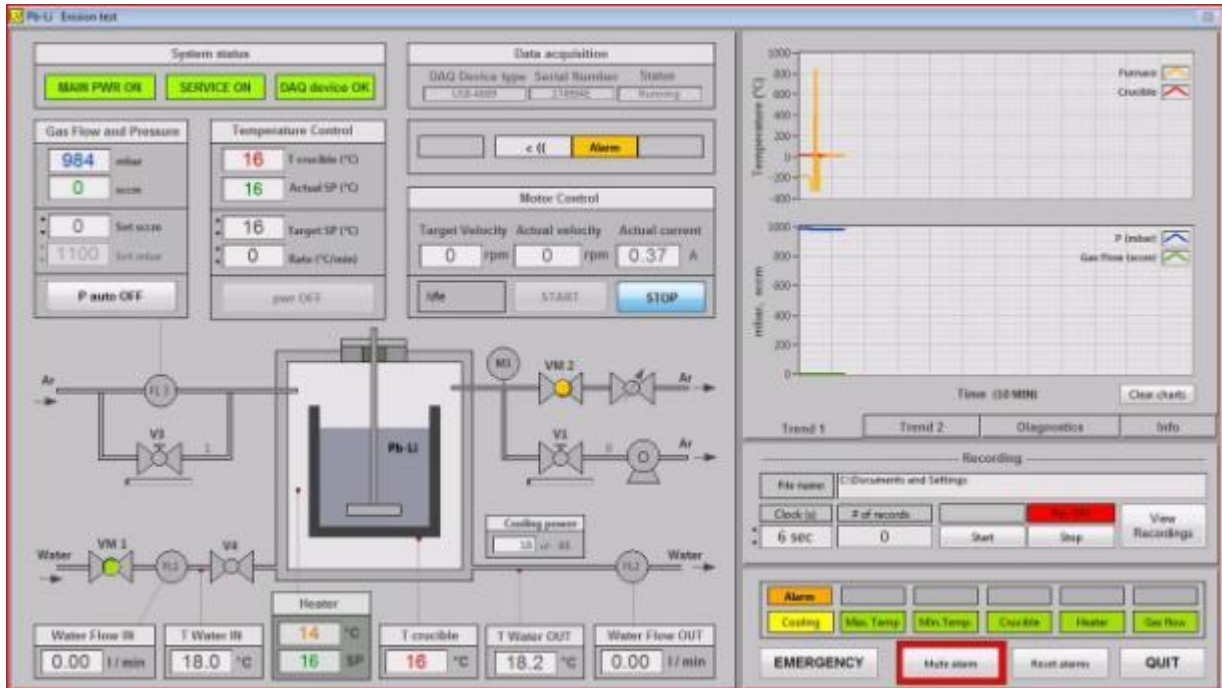 Pb-Li Erosion test
System status
MAIN PWR ON SERVICE ON DAQ device OK
Data acquisition
DAQ Device type Serial Number Status
Running
Gas Flow and Pressure
984 mbar
0 sccm
0 Set sccm
1100 Set mbar
P auto OFF
Temperature Control
16 T crucible (°C)
16 Actual SP (°C)
16 Target SP (°C)
0 Rate (°C/min)
pwr OFF
c (( Alarm
Motor Control
Target Velocity Actual velocity Actual current
0 rpm 0 rpm 0.37 A
Idle START STOP
Ar
FL3
V3
1
Pb-Li
M1
VM 2
Ar
V1
0
Ar
Cooling power
Water
VM 1
FL1
V4
FL2
Water
Water Flow IN
0.00 l / min
T Water IN
18.0 °C
Heater
14 °C
16 SP
T crucible
16 °C
T Water OUT
18.2 °C
Water Flow OUT
0.00 l / min
Temperature (°C)
1000
800
600
400
200
0
-200
-400
Furnace
Crucible
mbar, sccm
1000
800
600
400
200
0
P (mbar)
Gas Flow (sccm)
Time (10 MIN)
Clear charts
Trend 1 Trend 2 Diagnostics Info
Recording
File name: C:\Documents and Settings
Clock (s) # of records
6 sec 0 Start Stop
View Recordings
Alarm
Cooling Max. Temp Min.Temp Crucible Heater Gas flow
EMERGENCY Mute alarm Reset alarms QUIT